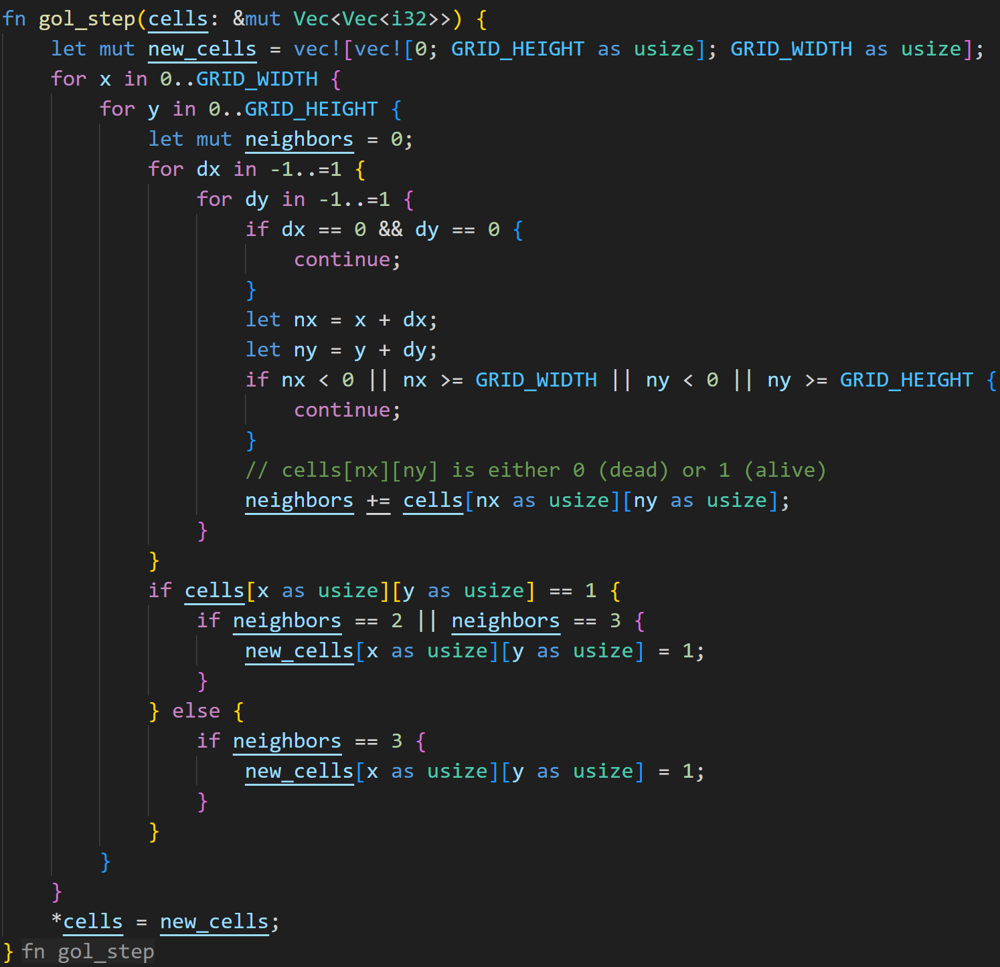 fn gol_step(cells: &mut Vec<Vec<i32>>) {
    let mut new_cells = vec![vec![0; GRID_HEIGHT as usize]; GRID_WIDTH as usize];
    for x in 0..GRID_WIDTH {
        for y in 0..GRID_HEIGHT {
            let mut neighbors = 0;
            for dx in -1..=1 {
                for dy in -1..=1 {
                    if dx == 0 && dy == 0 {
                        continue;
                    }
                    let nx = x + dx;
                    let ny = y + dy;
                    if nx < 0 || nx >= GRID_WIDTH || ny < 0 || ny >= GRID_HEIGHT {
                        continue;
                    }
                    // cells[nx][ny] is either 0 (dead) or 1 (alive)
                    neighbors += cells[nx as usize][ny as usize];
                }
            }
            if cells[x as usize][y as usize] == 1 {
                if neighbors == 2 || neighbors == 3 {
                    new_cells[x as usize][y as usize] = 1;
                }
            } else {
                if neighbors == 3 {
                    new_cells[x as usize][y as usize] = 1;
                }
            }
        }
    }
    *cells = new_cells;
} fn gol_step